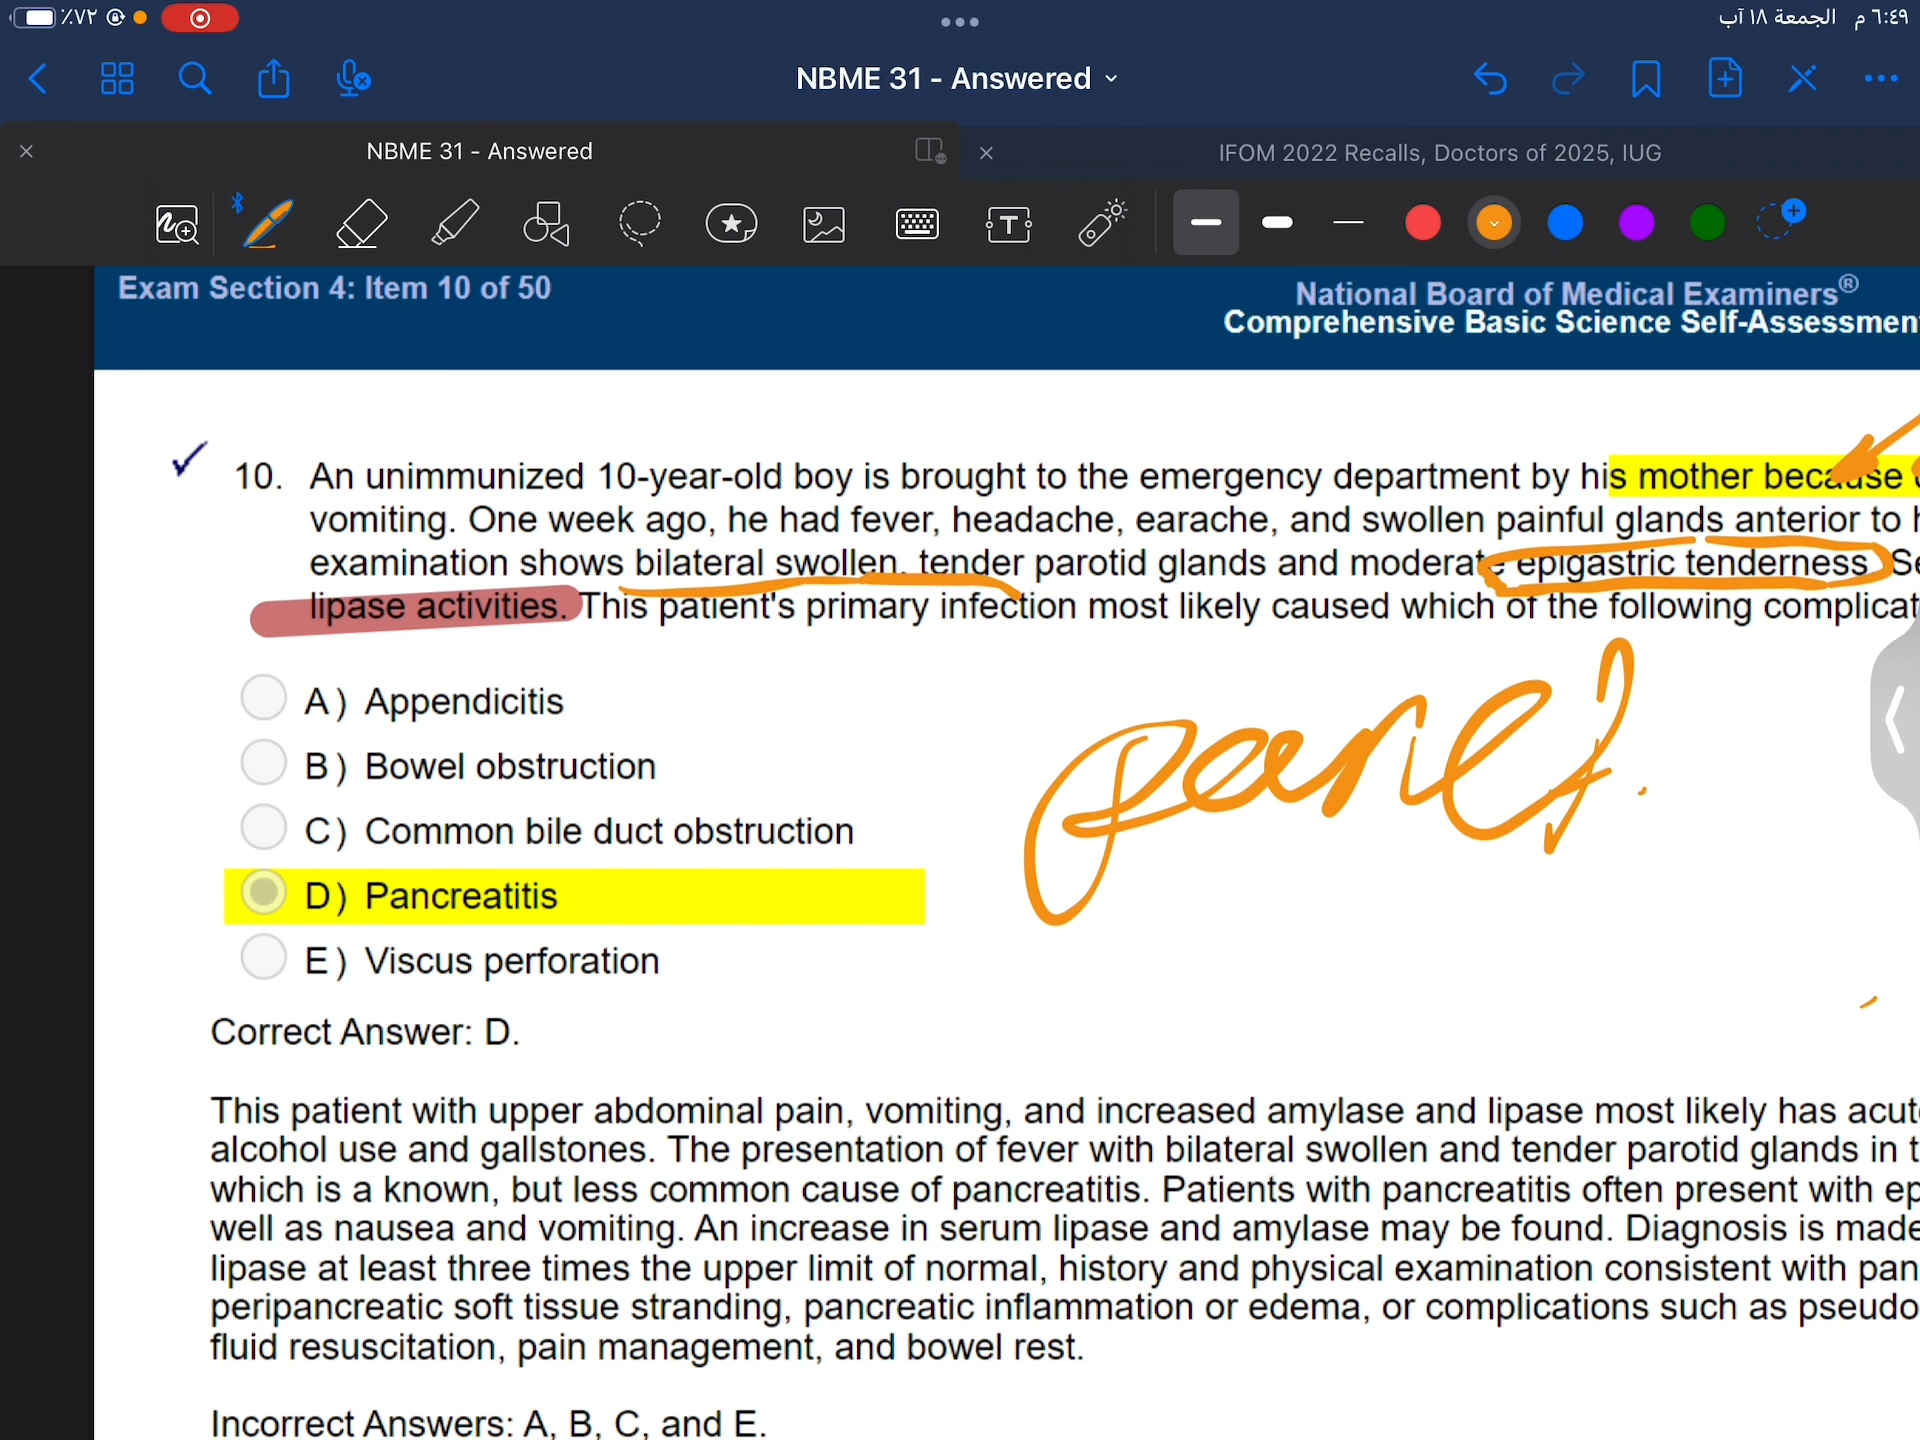 ٪٧٢
٦:٤٩ م الجمعة ١٨ آب
NBME 31 - Answered
NBME 31 - Answered
IFOM 2022 Recalls, Doctors of 2025, IUG
Exam Section 4: Item 10 of 50
National Board of Medical Examiners®
Comprehensive Basic Science Self-Assessmen
10. An unimmunized 10-year-old boy is brought to the emergency department by his mother because
vomiting. One week ago, he had fever, headache, earache, and swollen painful glands anterior to
examination shows bilateral swollen, tender parotid glands and moderate epigastric tenderness. Se
lipase activities. This patient's primary infection most likely caused which of the following complicat
A) Appendicitis
B) Bowel obstruction
C) Common bile duct obstruction
D) Pancreatitis
E) Viscus perforation
Correct Answer: D.
This patient with upper abdominal pain, vomiting, and increased amylase and lipase most likely has acut
alcohol use and gallstones. The presentation of fever with bilateral swollen and tender parotid glands in t
which is a known, but less common cause of pancreatitis. Patients with pancreatitis often present with ep
well as nausea and vomiting. An increase in serum lipase and amylase may be found. Diagnosis is made
lipase at least three times the upper limit of normal, history and physical examination consistent with pan
peripancreatic soft tissue stranding, pancreatic inflammation or edema, or complications such as pseudo
fluid resuscitation, pain management, and bowel rest.
Incorrect Answers: A, B, C, and E.